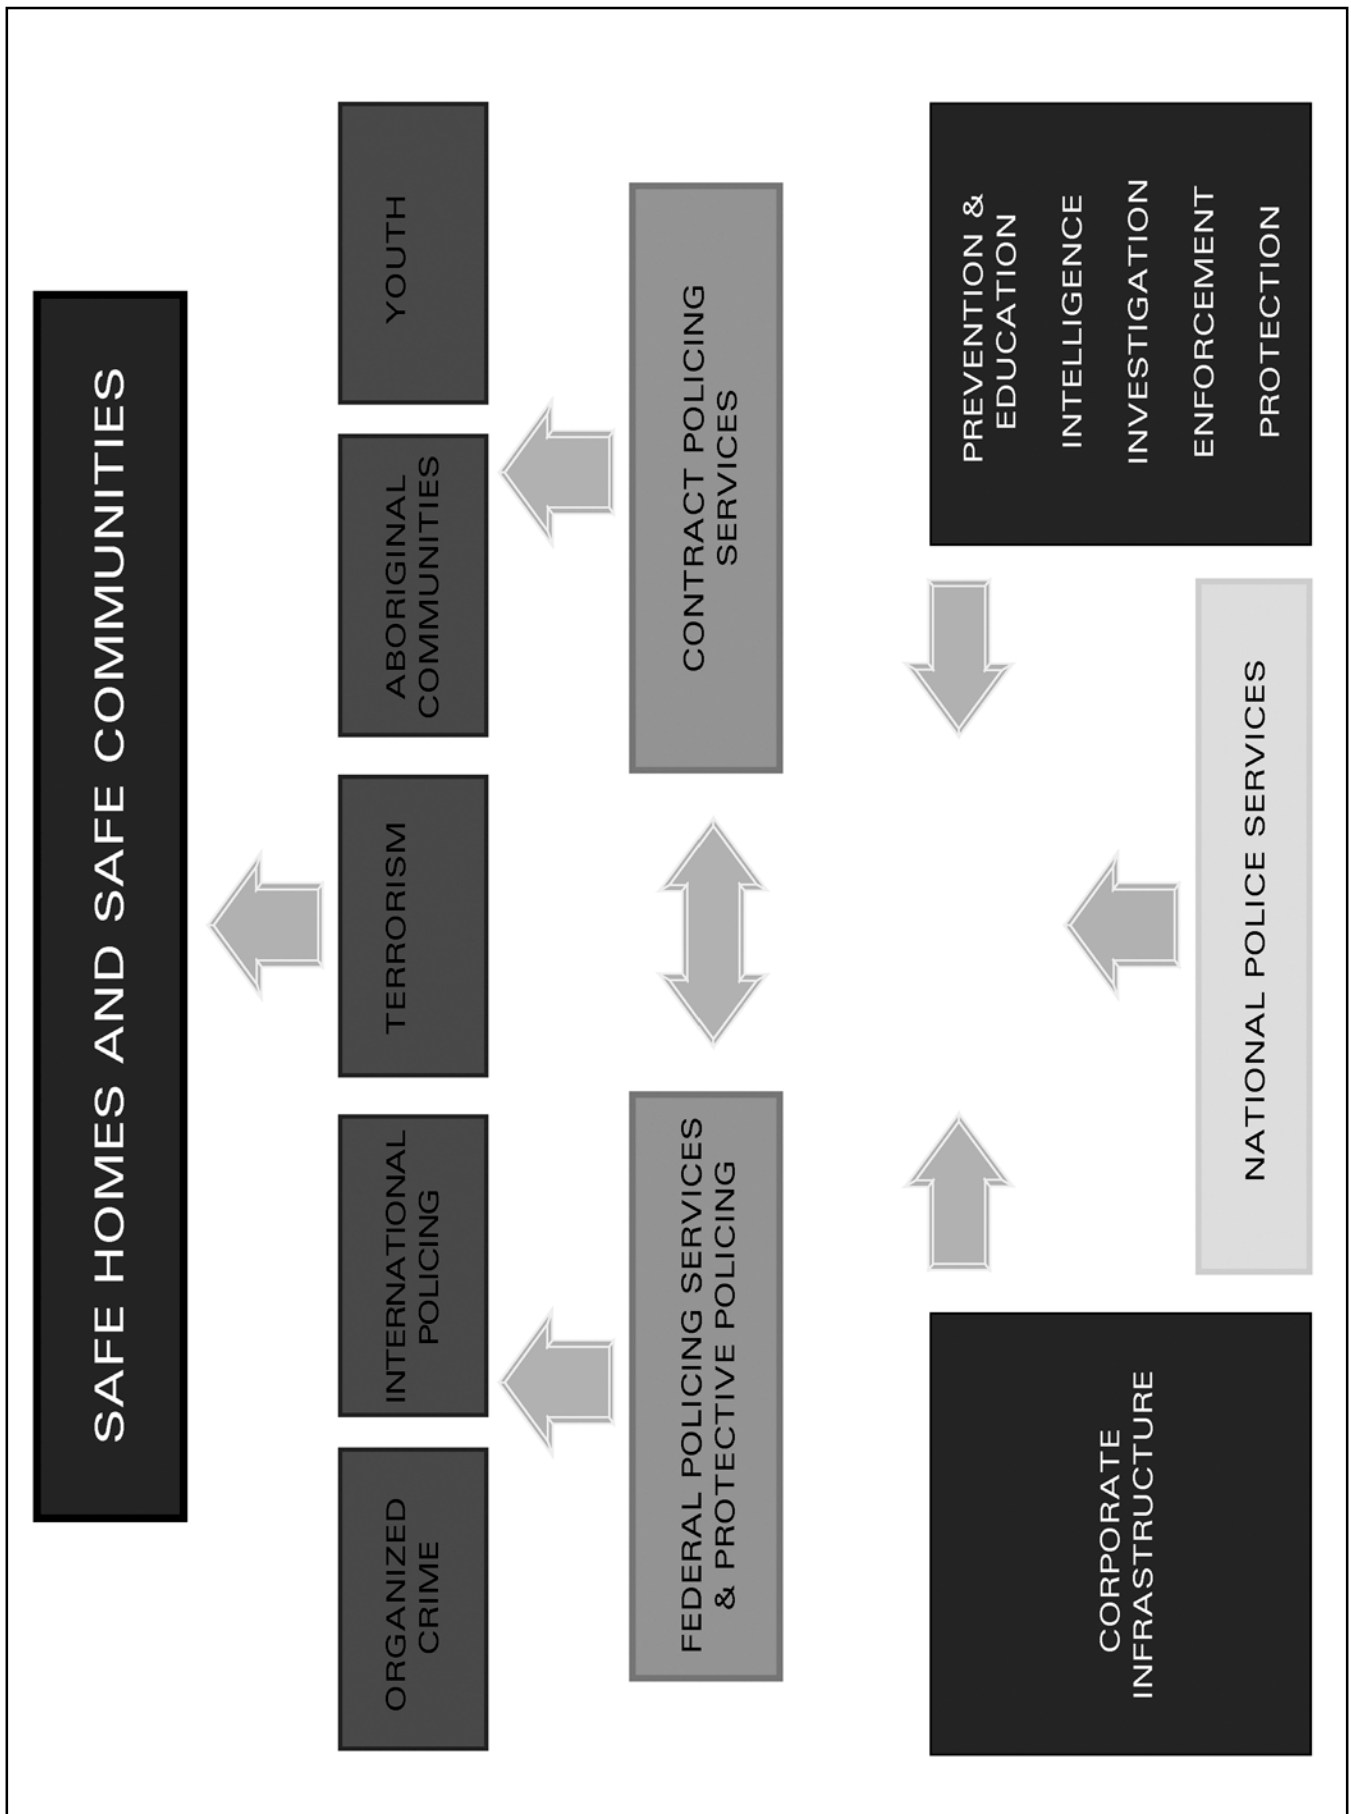 SAFE HOMES AND SAFE COMMUNITIES
ORGANIZED
CRIME
INTERNATIONAL
POLICING
TERRORISM
ABORIGINAL
COMMUNITIES
YOUTH
FEDERAL POLICING SERVICES
& PROTECTIVE POLICING
CONTRACT POLICING
SERVICES
CORPORATE
INFRASTRUCTURE
NATIONAL POLICE SERVICES
PREVENTION &
EDUCATION
INTELLIGENCE
INVESTIGATION
ENFORCEMENT
PROTECTION